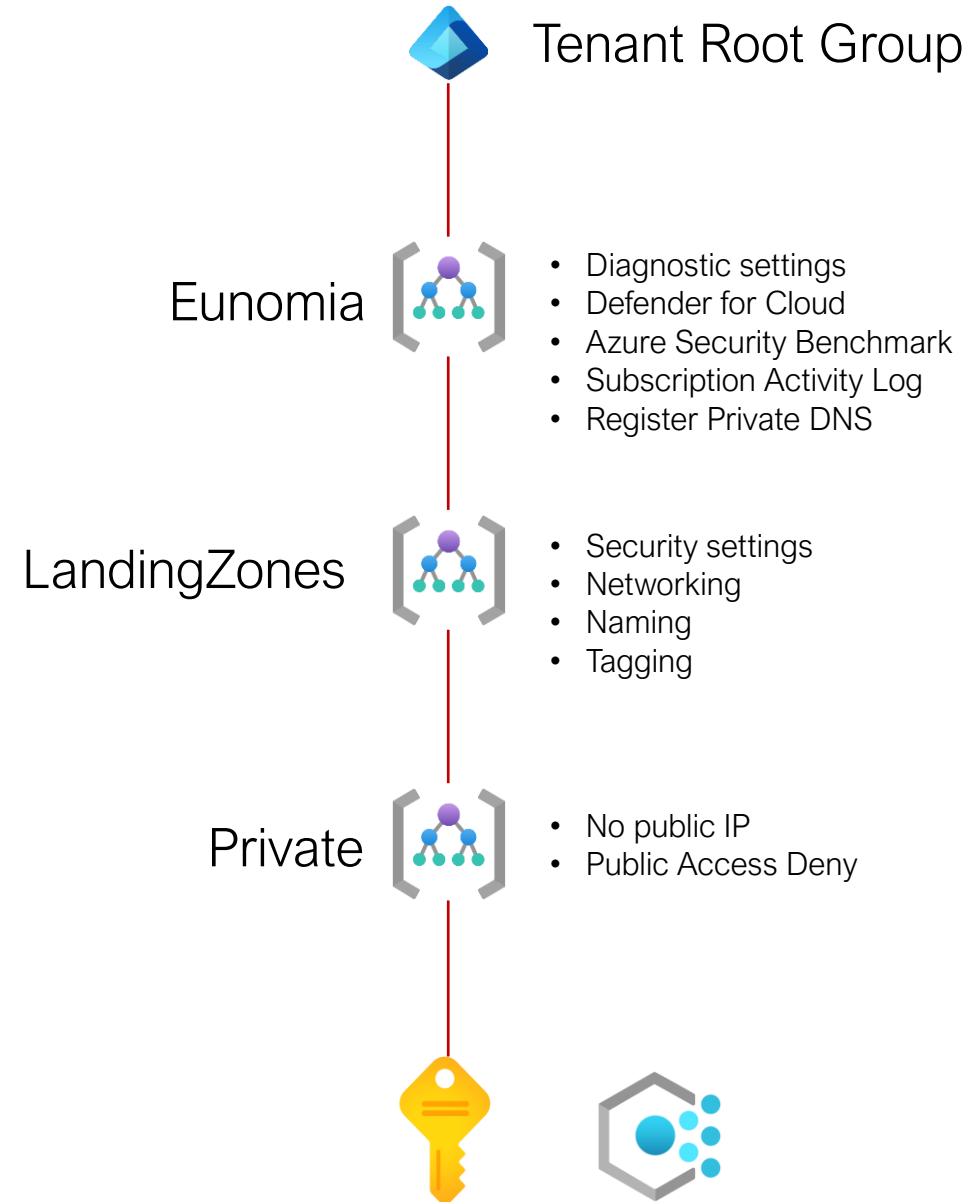 Tenant Root Group
Eunomia
• Diagnostic settings
• Defender for Cloud
• Azure Security Benchmark
• Subscription Activity Log
• Register Private DNS
LandingZones
• Security settings
• Networking
• Naming
• Tagging
Private
• No public IP
• Public Access Deny